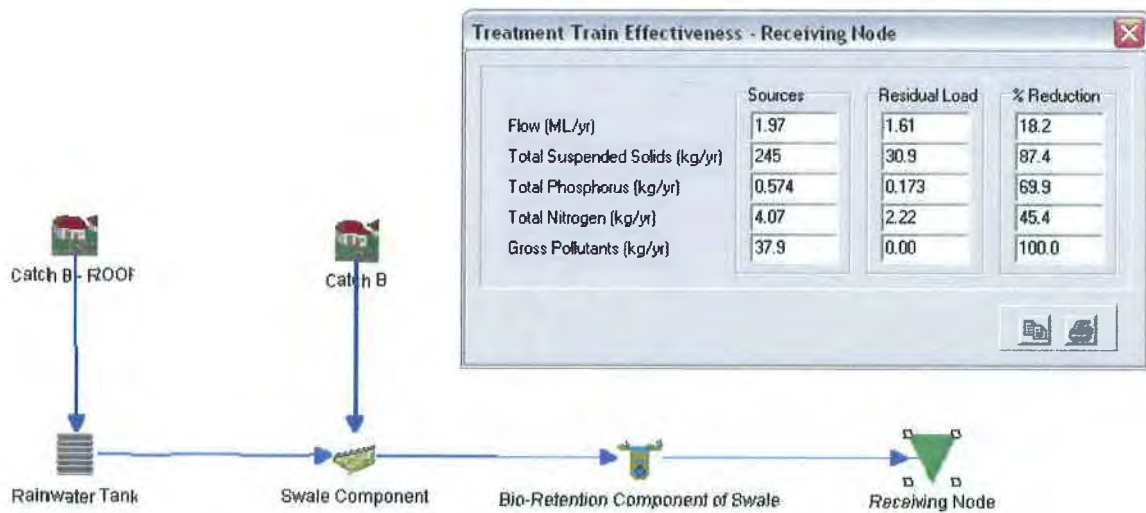 Treatment Train Effectiveness - Receiving Node
Sources Residual Load % Reduction
Flow (ML/yr) 1.97 1.61 18.2
Total Suspended Solids (kg/yr) 245 30.9 87.4
Total Phosphorus (kg/yr) 0.574 0.173 69.9
Total Nitrogen (kg/yr) 4.07 2.22 45.4
Gross Pollutants (kg/yr) 37.9 0.00 100.0
Catch B - ROOF
Catch B
Rainwater Tank
Swale Component
Bio-Retention Component of Swale
Receiving Node